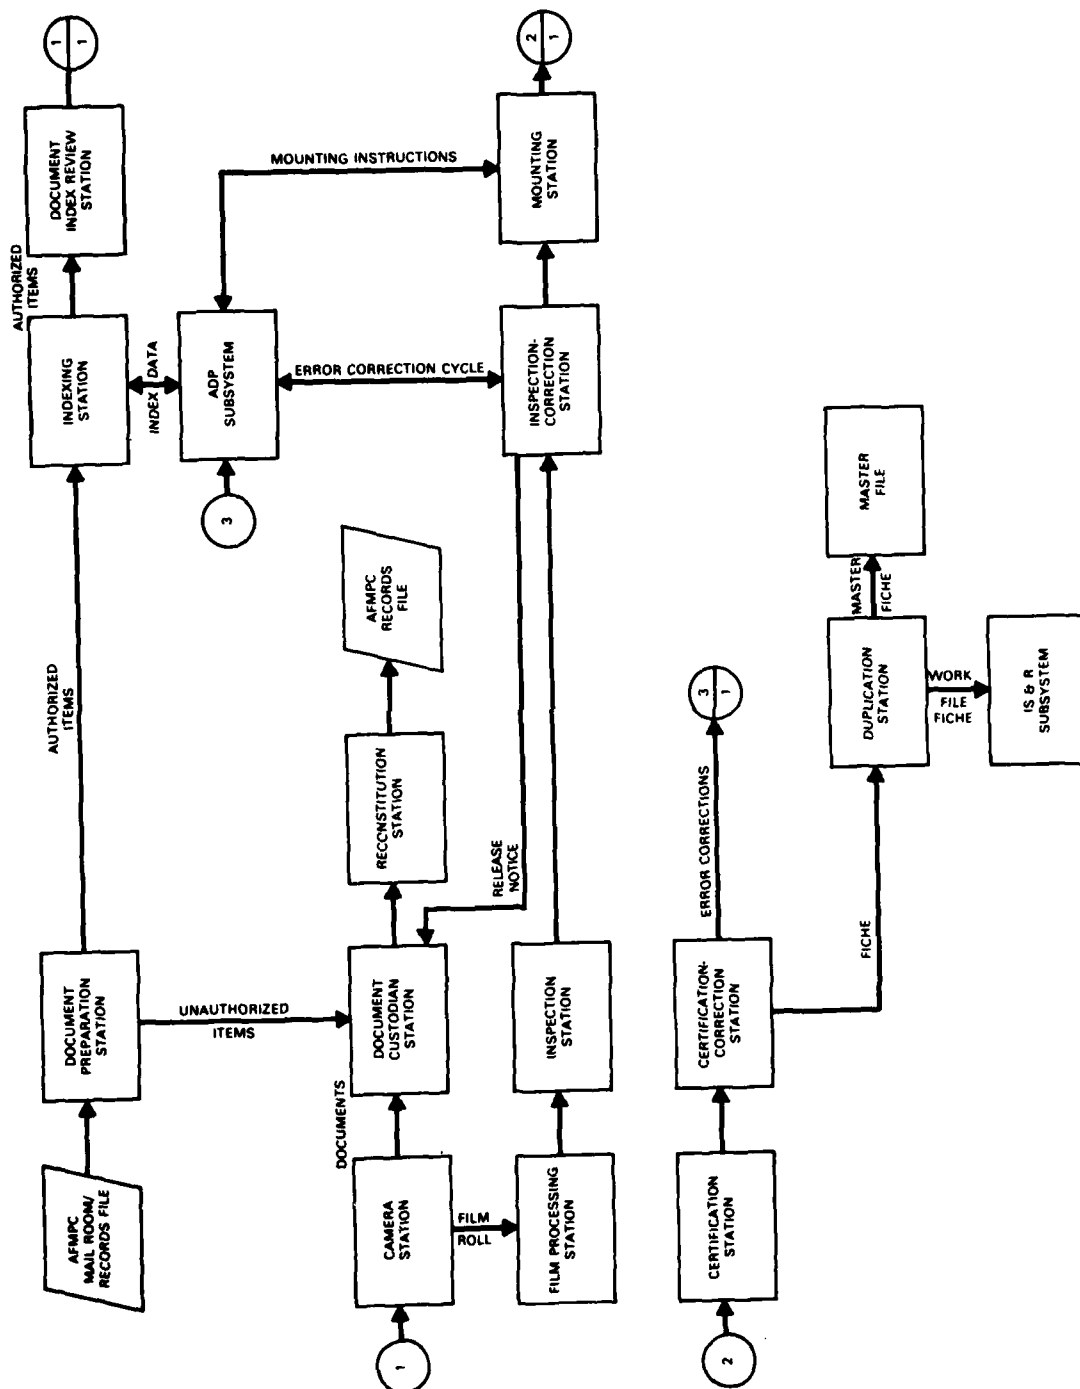 AFMPC
MAIL ROOM/
RECORDS FILE
DOCUMENT
PREPARATION
STATION
AUTHORIZED
ITEMS
INDEXING
STATION
AUTHORIZED
ITEMS
DOCUMENT
INDEX REVIEW
STATION
1
1
UNAUTHORIZED
ITEMS
INDEX DATA
3
ADP
SUBSYSTEM
MOUNTING INSTRUCTIONS
ERROR CORRECTION CYCLE
1
CAMERA
STATION
DOCUMENTS
DOCUMENT
CUSTODIAN
STATION
RECONSTITUTION
STATION
AFMPC
RECORDS
FILE
FILM
ROLL
RELEASE
NOTICE
FILM PROCESSING
STATION
INSPECTION
STATION
INSPECTION-
CORRECTION
STATION
MOUNTING
STATION
2
1
2
CERTIFICATION
STATION
CERTIFICATION-
CORRECTION
STATION
ERROR CORRECTIONS
3
1
FICHE
DUPLICATION
STATION
MASTER
FICHE
MASTER
FILE
WORK
FILE
FICHE
IS & R
SUBSYSTEM